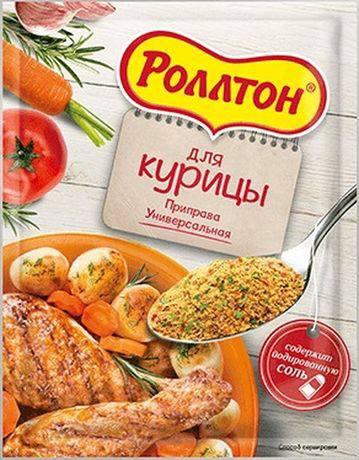 РОЛЛТОН®
ДЛЯ
КУРИЦЫ
Приправа
Универсальная
содержит
йодированную
СОЛЬ
Способ сервировки